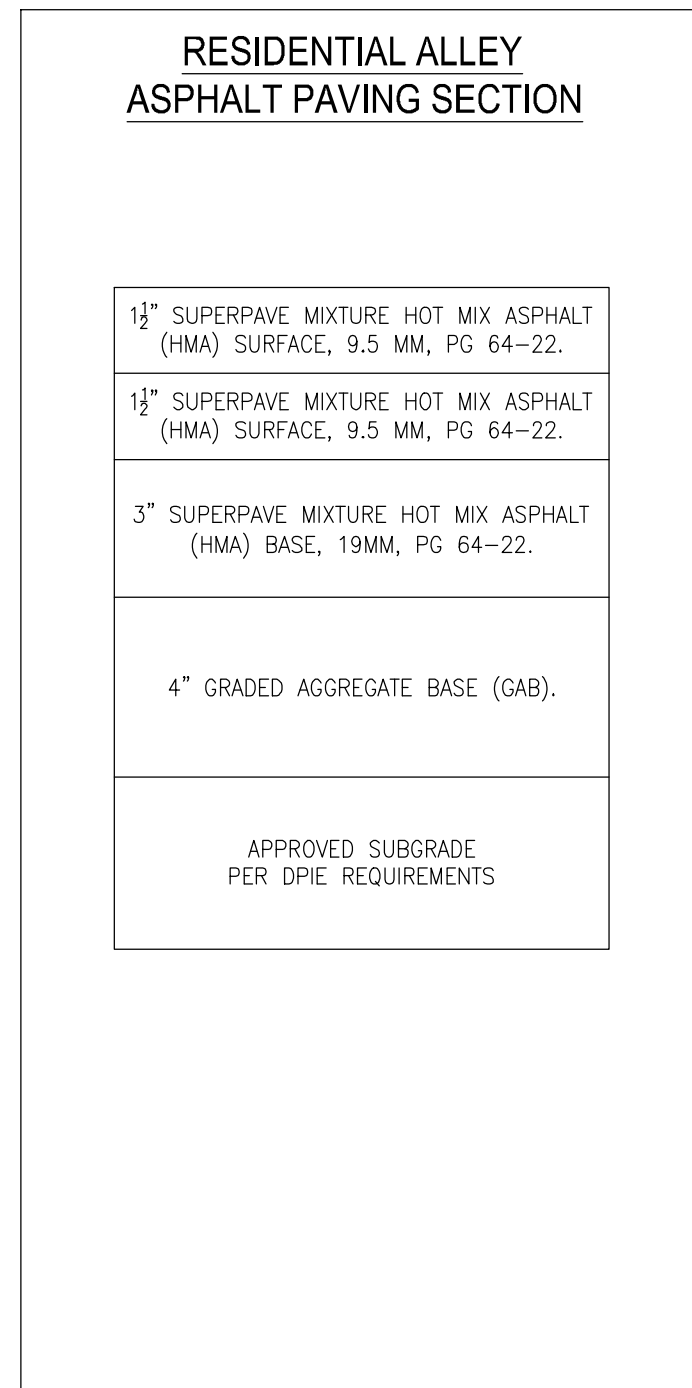 RESIDENTIAL ALLEY
ASPHALT PAVING SECTION
1½” SUPERPAVE MIXTURE HOT MIX ASPHALT
(HMA) SURFACE, 9.5 MM, PG 64-22.
1½” SUPERPAVE MIXTURE HOT MIX ASPHALT
(HMA) SURFACE, 9.5 MM, PG 64-22.
3” SUPERPAVE MIXTURE HOT MIX ASPHALT
(HMA) BASE, 19MM, PG 64-22.
4” GRADED AGGREGATE BASE (GAB).
APPROVED SUBGRADE
PER DPIE REQUIREMENTS